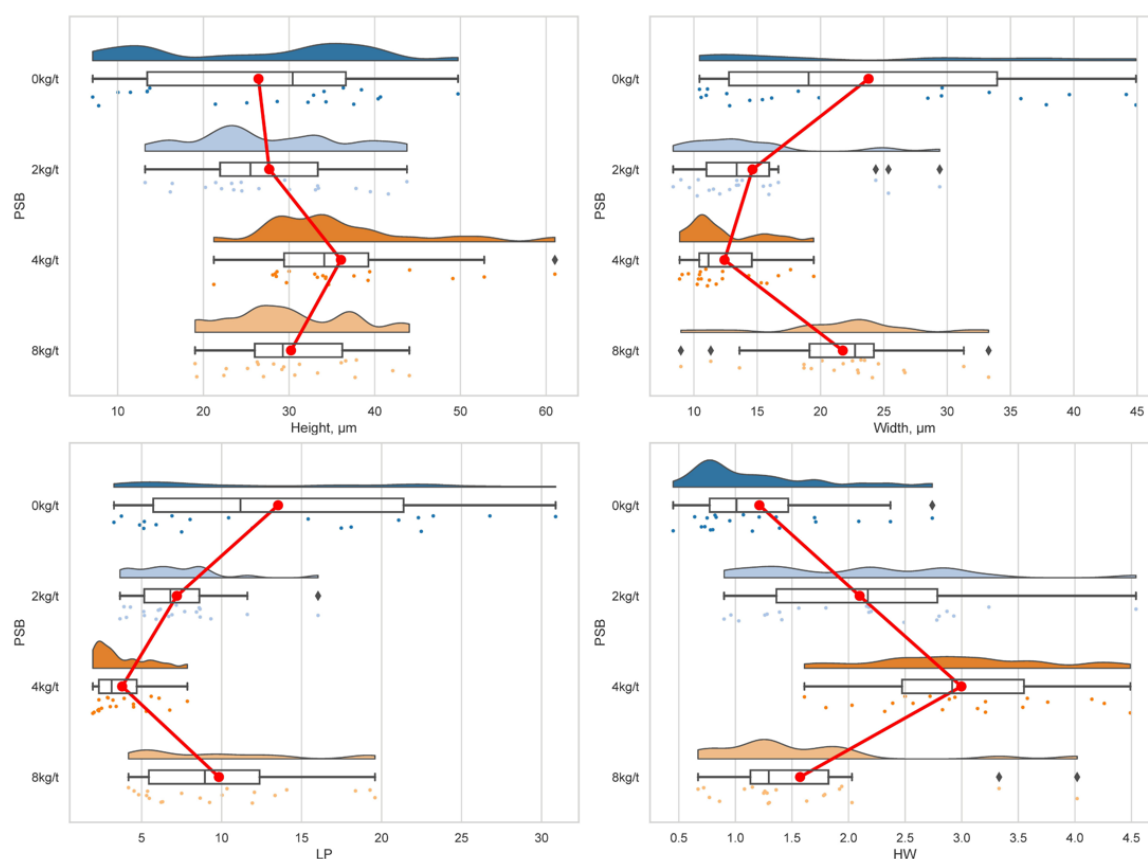 PSB
0kg/t
2kg/t
4kg/t
8kg/t
10 20 30 40 50 60
Height, μm
PSB
0kg/t
2kg/t
4kg/t
8kg/t
10 15 20 25 30 35 40 45
Width, μm
PSB
0kg/t
2kg/t
4kg/t
8kg/t
5 10 15 20 25 30
LP
PSB
0kg/t
2kg/t
4kg/t
8kg/t
0.5 1.0 1.5 2.0 2.5 3.0 3.5 4.0 4.5
HW